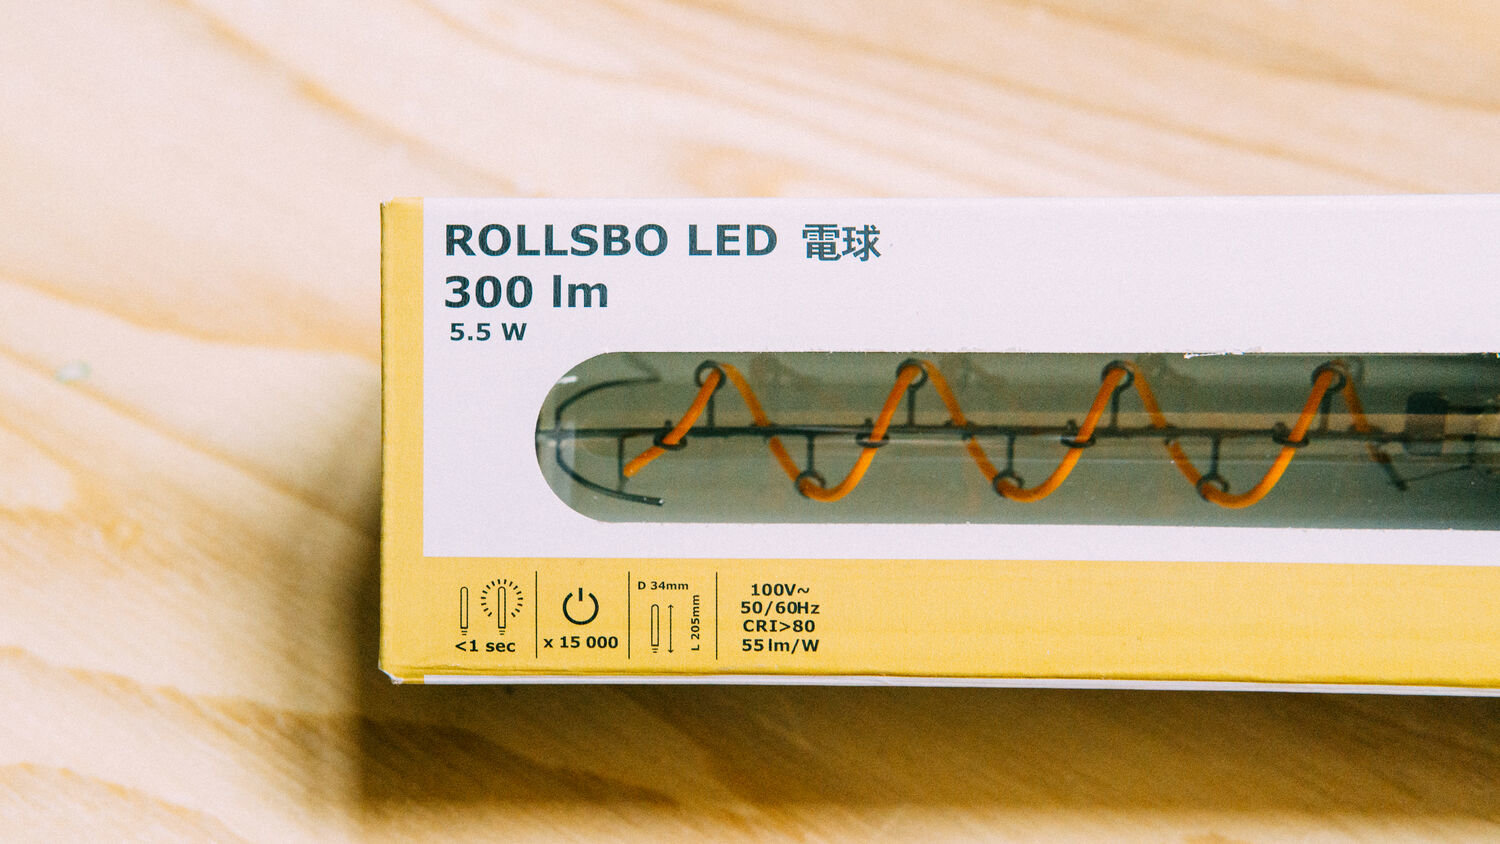 ROLLSBO LED 電球
300 lm
5.5 W
<1 sec
x 15 000
D 34mm
L 205mm
100V~
50/60Hz
CRI>80
55 lm/W